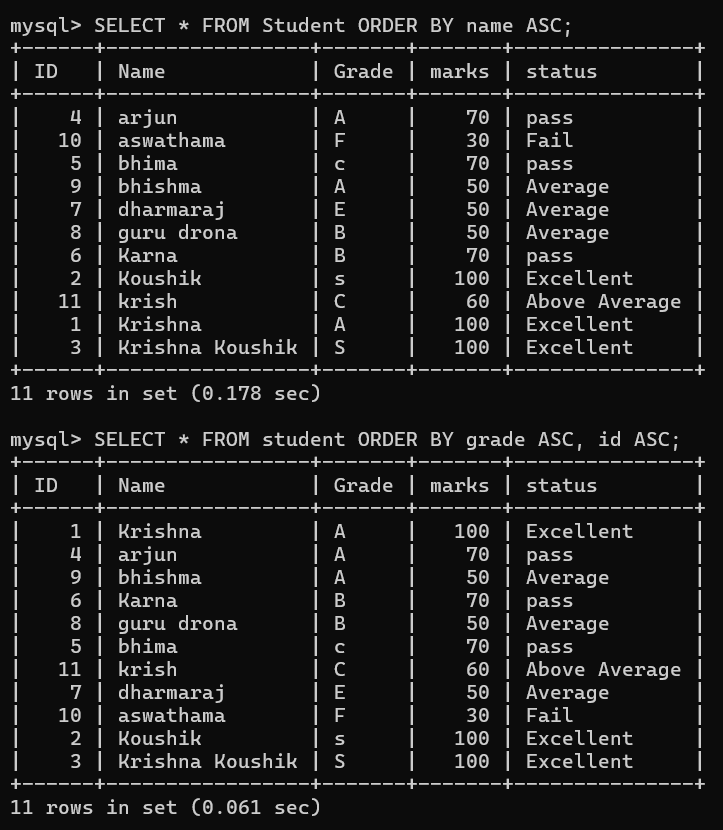 mysql> SELECT * FROM Student ORDER BY name ASC;
+------+-----------------+-------+-------+---------------+
| ID   | Name            | Grade | marks | status        |
+------+-----------------+-------+-------+---------------+
|    4 | arjun           | A     |    70 | pass          |
|   10 | aswathama       | F     |    30 | Fail          |
|    5 | bhima           | c     |    70 | pass          |
|    9 | bhishma         | A     |    50 | Average       |
|    7 | dharmaraj       | E     |    50 | Average       |
|    8 | guru drona      | B     |    50 | Average       |
|    6 | Karna           | B     |    70 | pass          |
|    2 | Koushik         | s     |   100 | Excellent     |
|   11 | krish           | C     |    60 | Above Average |
|    1 | Krishna         | A     |   100 | Excellent     |
|    3 | Krishna Koushik | S     |   100 | Excellent     |
+------+-----------------+-------+-------+---------------+
11 rows in set (0.178 sec)

mysql> SELECT * FROM student ORDER BY grade ASC, id ASC;
+------+-----------------+-------+-------+---------------+
| ID   | Name            | Grade | marks | status        |
+------+-----------------+-------+-------+---------------+
|    1 | Krishna         | A     |   100 | Excellent     |
|    4 | arjun           | A     |    70 | pass          |
|    9 | bhishma         | A     |    50 | Average       |
|    6 | Karna           | B     |    70 | pass          |
|    8 | guru drona      | B     |    50 | Average       |
|    5 | bhima           | c     |    70 | pass          |
|   11 | krish           | C     |    60 | Above Average |
|    7 | dharmaraj       | E     |    50 | Average       |
|   10 | aswathama       | F     |    30 | Fail          |
|    2 | Koushik         | s     |   100 | Excellent     |
|    3 | Krishna Koushik | S     |   100 | Excellent     |
+------+-----------------+-------+-------+---------------+
11 rows in set (0.061 sec)